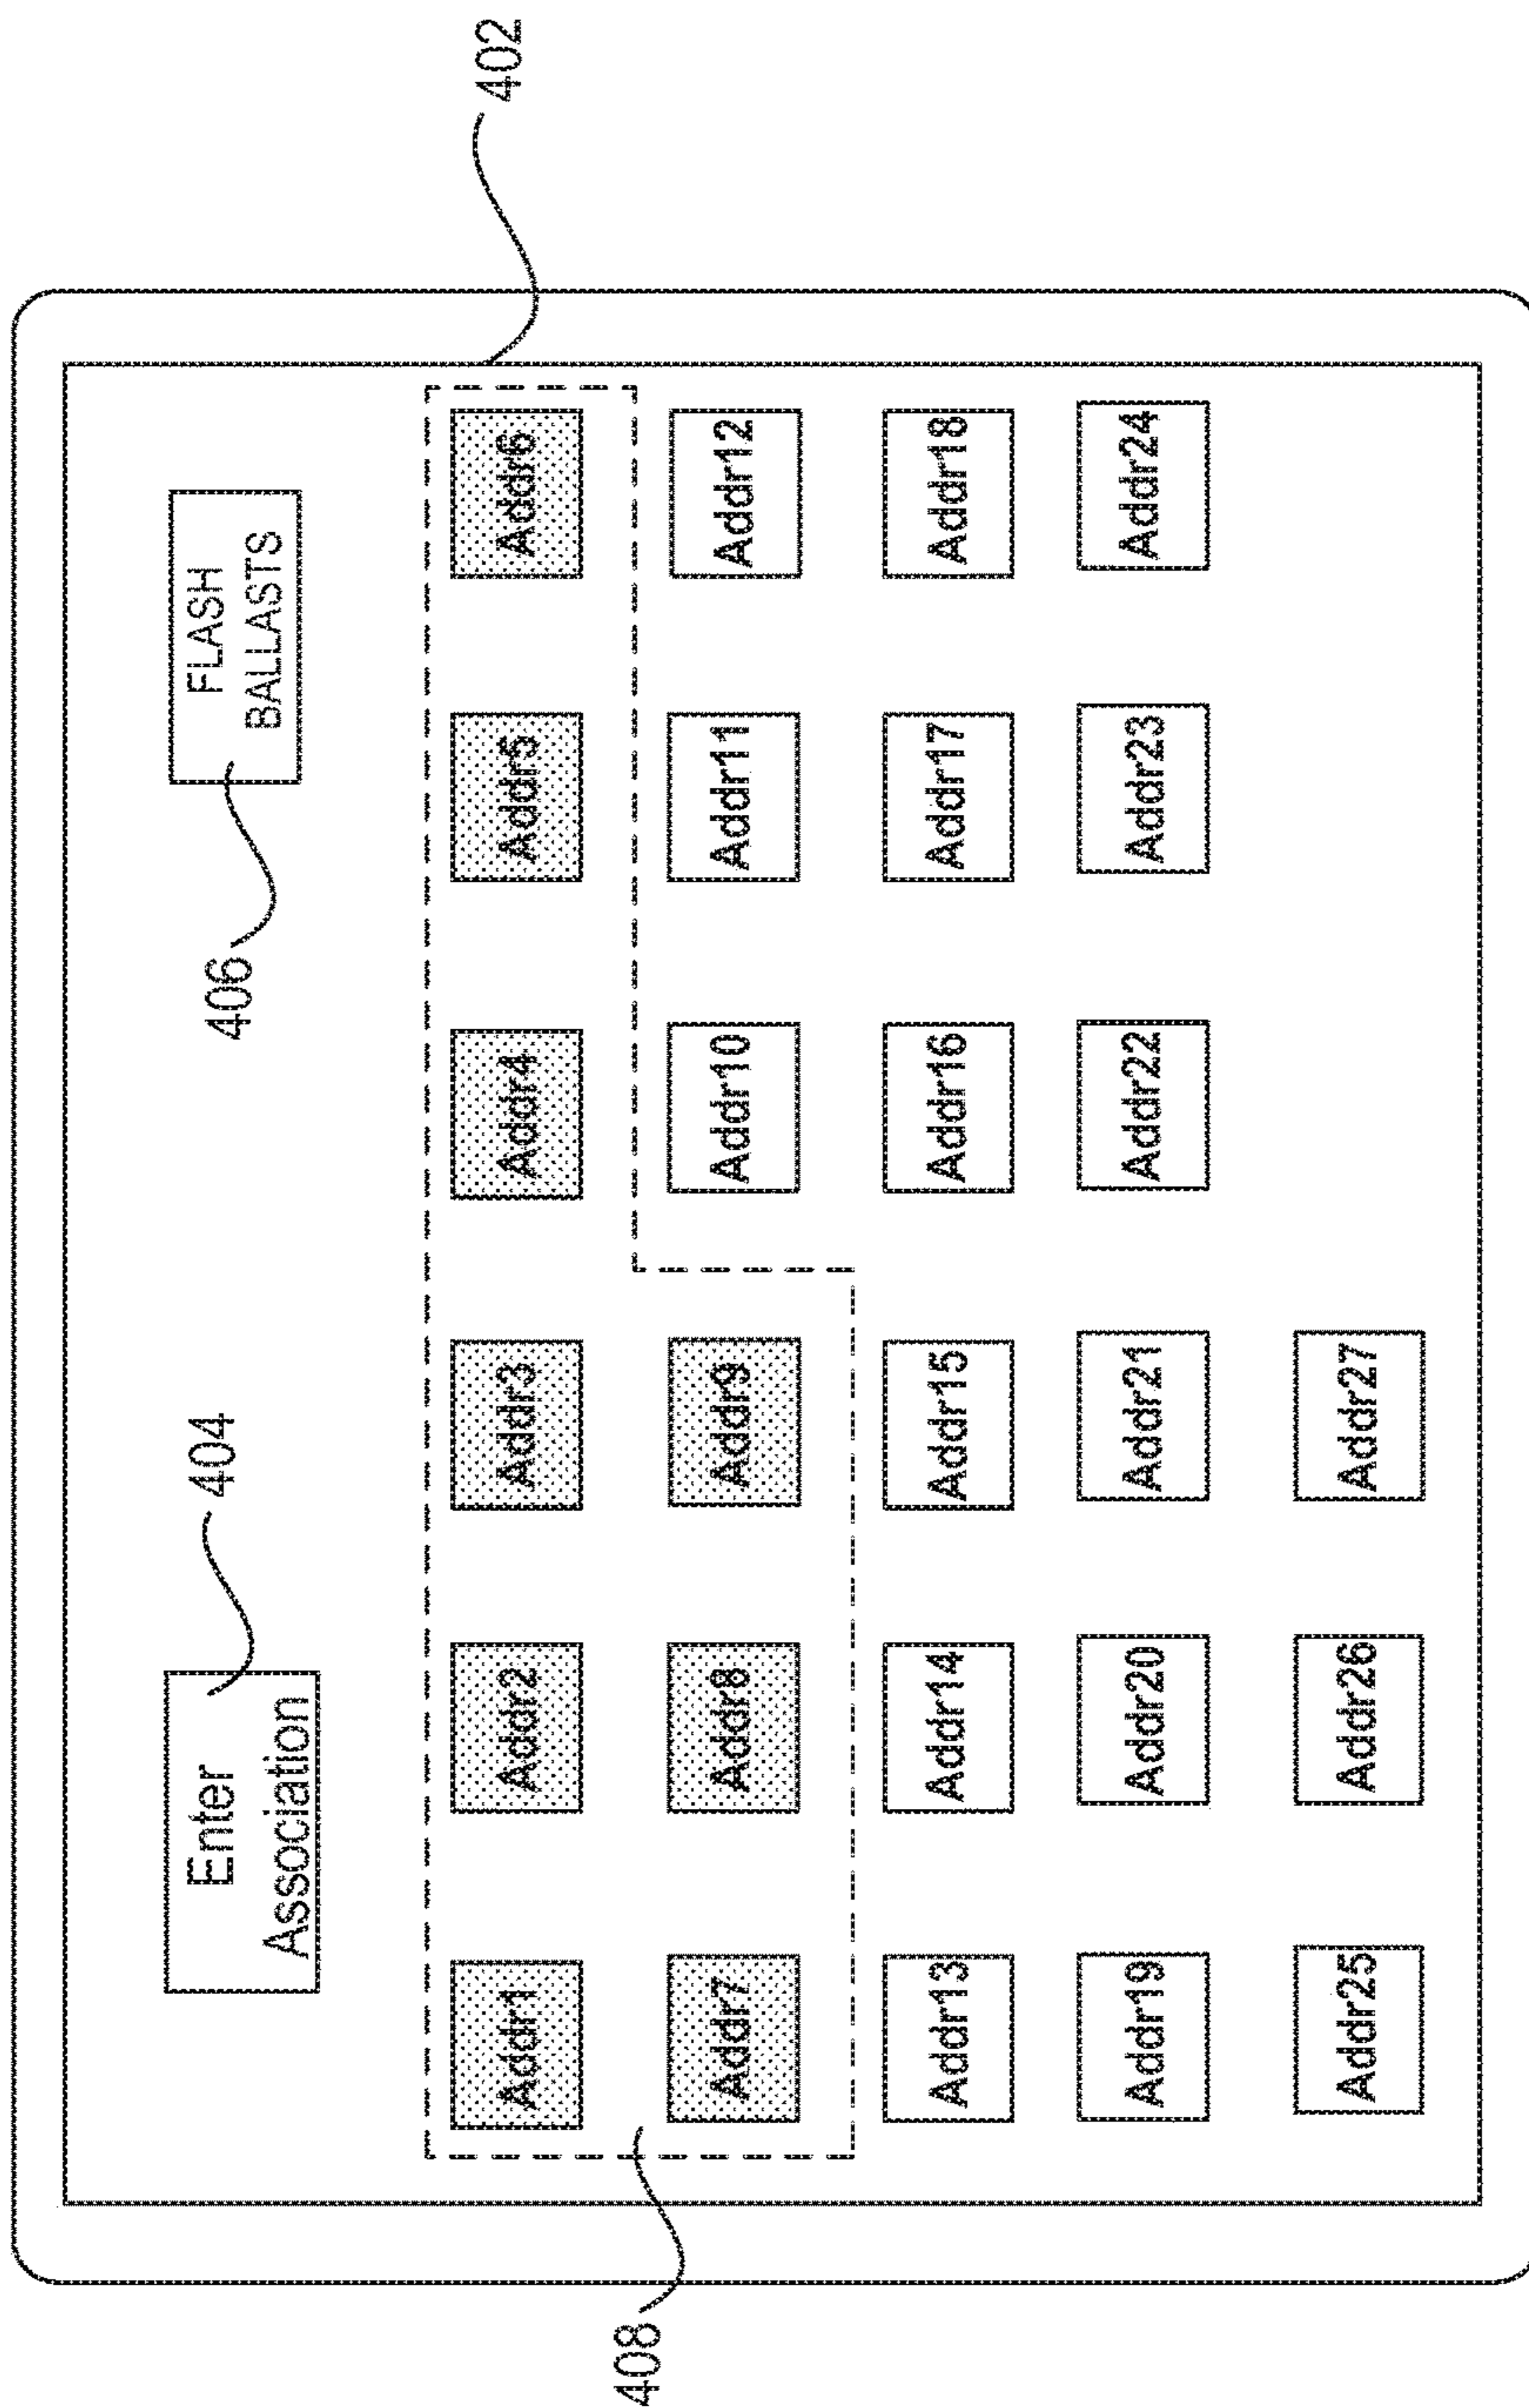 402
Enter
Association
404
406
FLASH
BALLASTS
Addr1
Addr2
Addr3
Addr4
Addr5
Addr6
Addr7
Addr8
Addr9
Addr10
Addr11
Addr12
408
Addr13
Addr14
Addr15
Addr16
Addr17
Addr18
Addr19
Addr20
Addr21
Addr22
Addr23
Addr24
Addr25
Addr26
Addr27